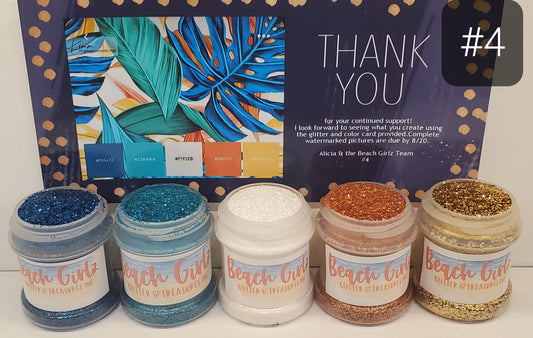 #4
THANK
YOU
for your continued support!
I look forward to seeing what you create using
the glitter and color card provided.Complete
watermarked pictures are due by 8/20.
Alicia & the Beach Girlz Team
#4
#F7F2EB
Beach Girlz
GLITTER & TREASURES INC
Beach Girlz
GLITTER & TREASURES INC
Beach Girlz
GLITTER & TREASURES INC
Beach Girlz
GLITTER & TREASURES INC
Beach Girlz
GLITTER & TREASURES INC